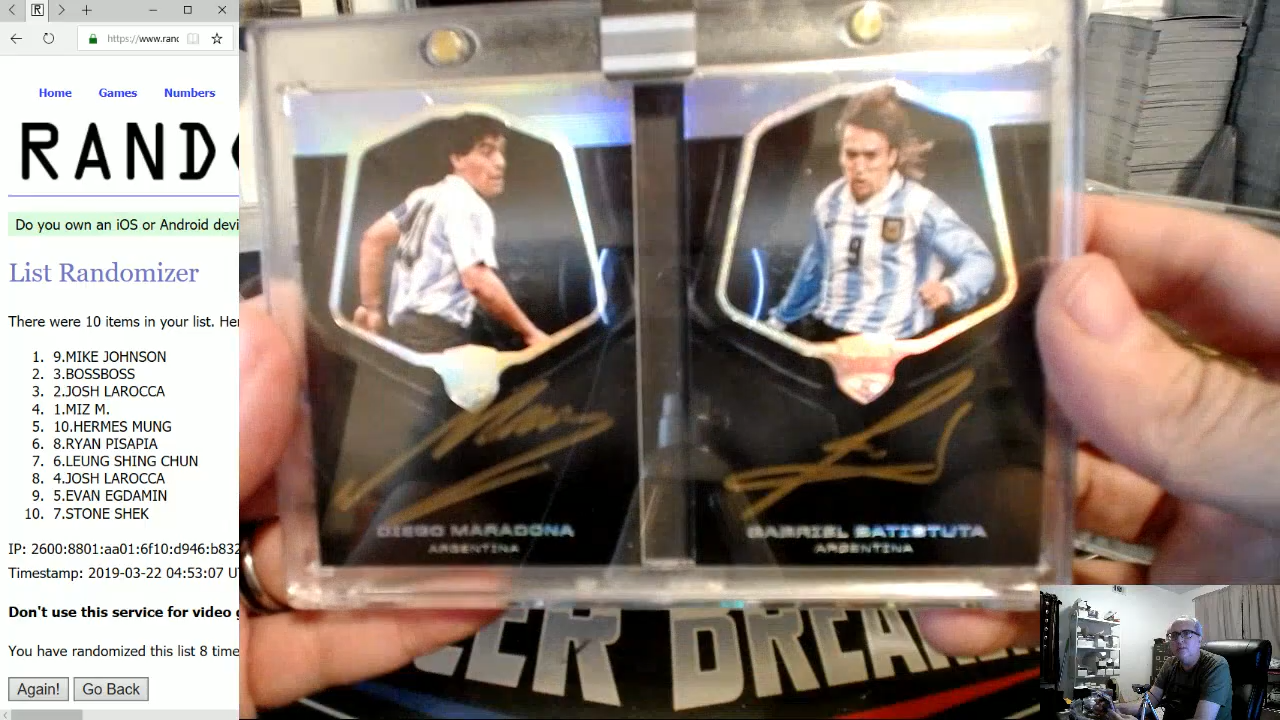 https://www.ranc
Home Games Numbers
RANDO
Do you own an iOS or Android devi
List Randomizer
There were 10 items in your list. Her
1. 9.MIKE JOHNSON
2. 3.BOSSBOSS
3. 2.JOSH LAROCCA
4. 1.MIZ M.
5. 10.HERMES MUNG
6. 8.RYAN PISAPIA
7. 6.LEUNG SHING CHUN
8. 4.JOSH LAROCCA
9. 5.EVAN EGDAMIN
10. 7.STONE SHEK
IP: 2600:8801:aa01:6f10:d946:b832
Timestamp: 2019-03-22 04:53:07 U
Don't use this service for video g
You have randomized this list 8 time
Again! Go Back
10
9
DIEGO MARADONA
ARGENTINA
GABRIEL BATISTUTA
ARGENTINA
CER BREAK